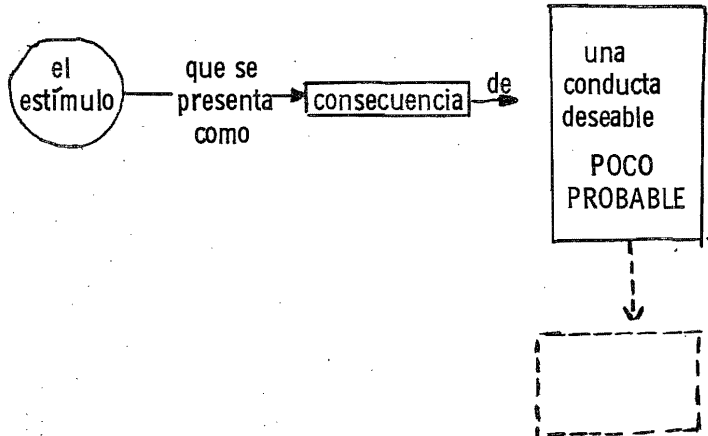 el
estímulo
que se
presenta
como
consecuencia
de
una
conducta
deseable
POCO
PROBABLE